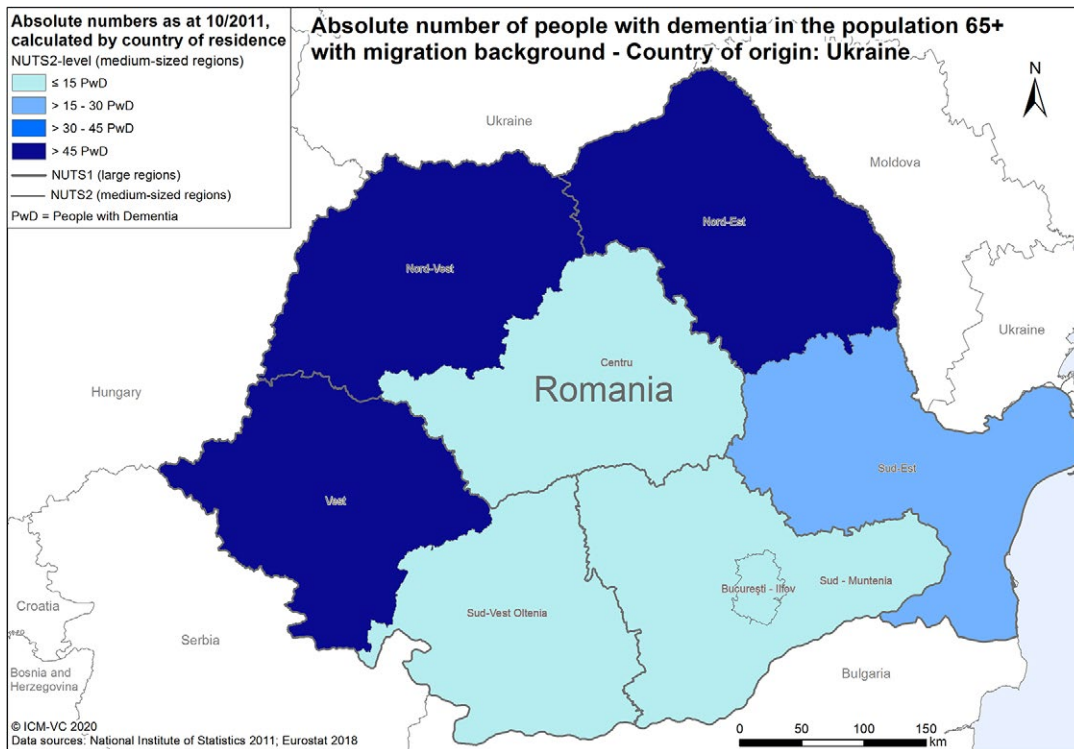 Absolute numbers as at 10/2011,
calculated by country of residence
NUTS2-level (medium-sized regions)
≤ 15 PwD
> 15 - 30 PwD
> 30 - 45 PwD
> 45 PwD
NUTS1 (large regions)
NUTS2 (medium-sized regions)
PwD = People with Dementia
Absolute number of people with dementia in the population 65+
with migration background - Country of origin: Ukraine
N
Ukraine
Moldova
Nord-Est
Nord-Vest
Ukraine
Centru
Romania
Hungary
Sud-Est
Vest
Bucureşti - Ilfov
Sud - Muntenia
Sud-Vest Oltenia
Croatia
Serbia
Bosnia and
Herzegovina
Bulgaria
© ICM-VC 2020
Data sources: National Institute of Statistics 2011; Eurostat 2018
0 50 100 150
km